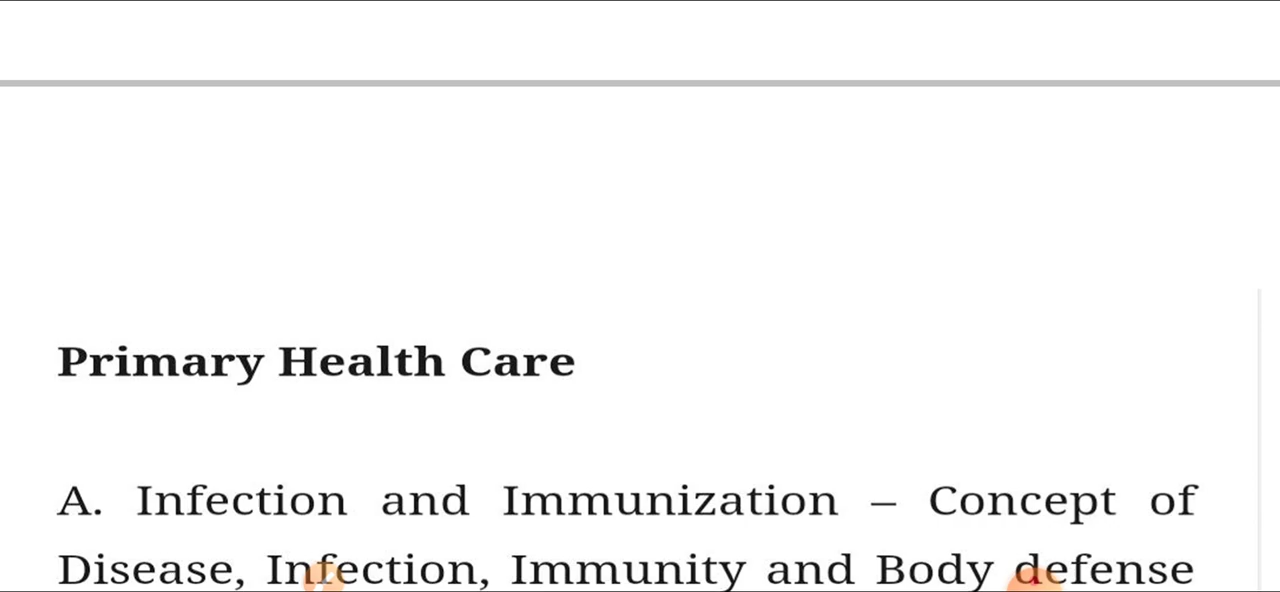 Primary Health Care
A. Infection and Immunization – Concept of
Disease, Infection, Immunity and Body defense